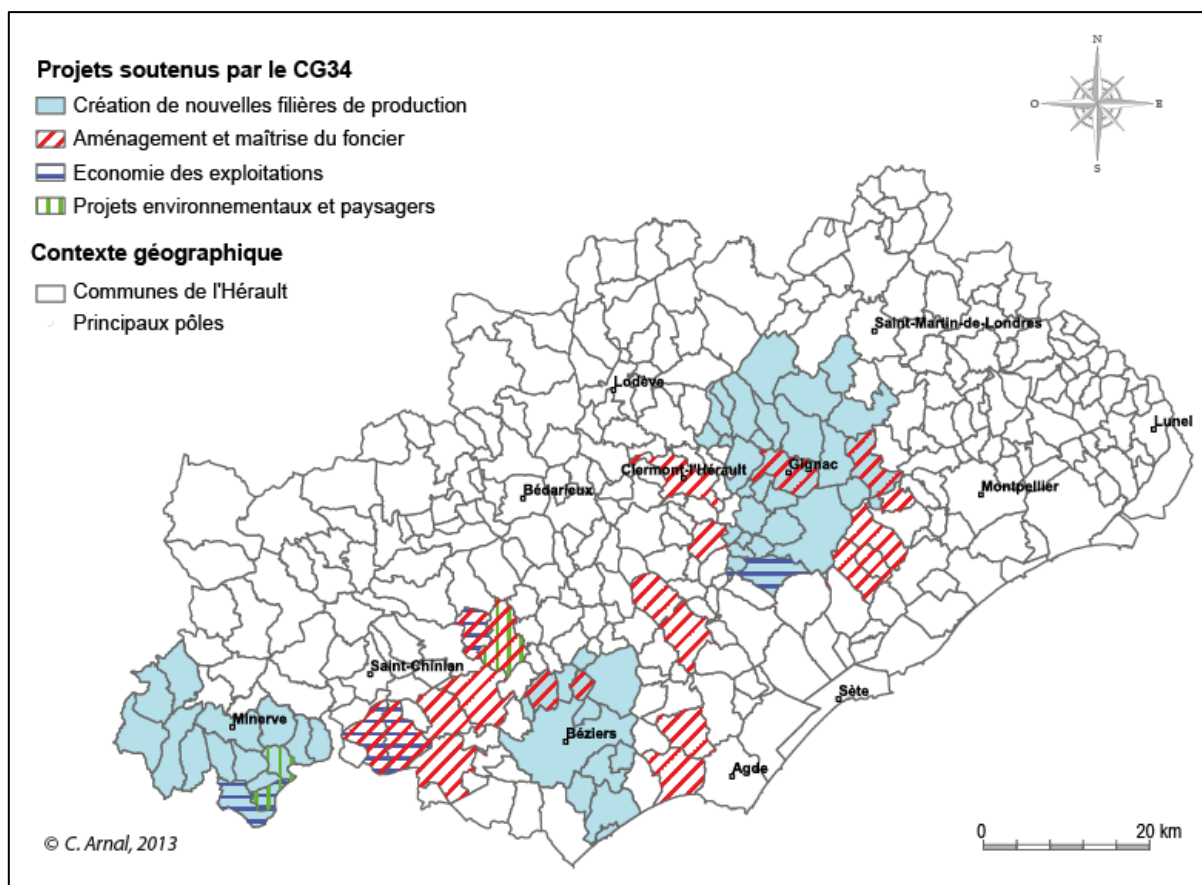 Projets soutenus par le CG34
Création de nouvelles filières de production
Aménagement et maîtrise du foncier
Economie des exploitations
Projets environnementaux et paysagers
Contexte géographique
Communes de l'Hérault
Principaux pôles
N
O
E
S
Saint-Martin-de-Londres
Lodève
Lunel
Clermont-l'Hérault
Gignac
Bédarieux
Montpellier
Saint-Chinian
Sète
Minerve
Béziers
Agde
© C. Arnal, 2013
0
20 km